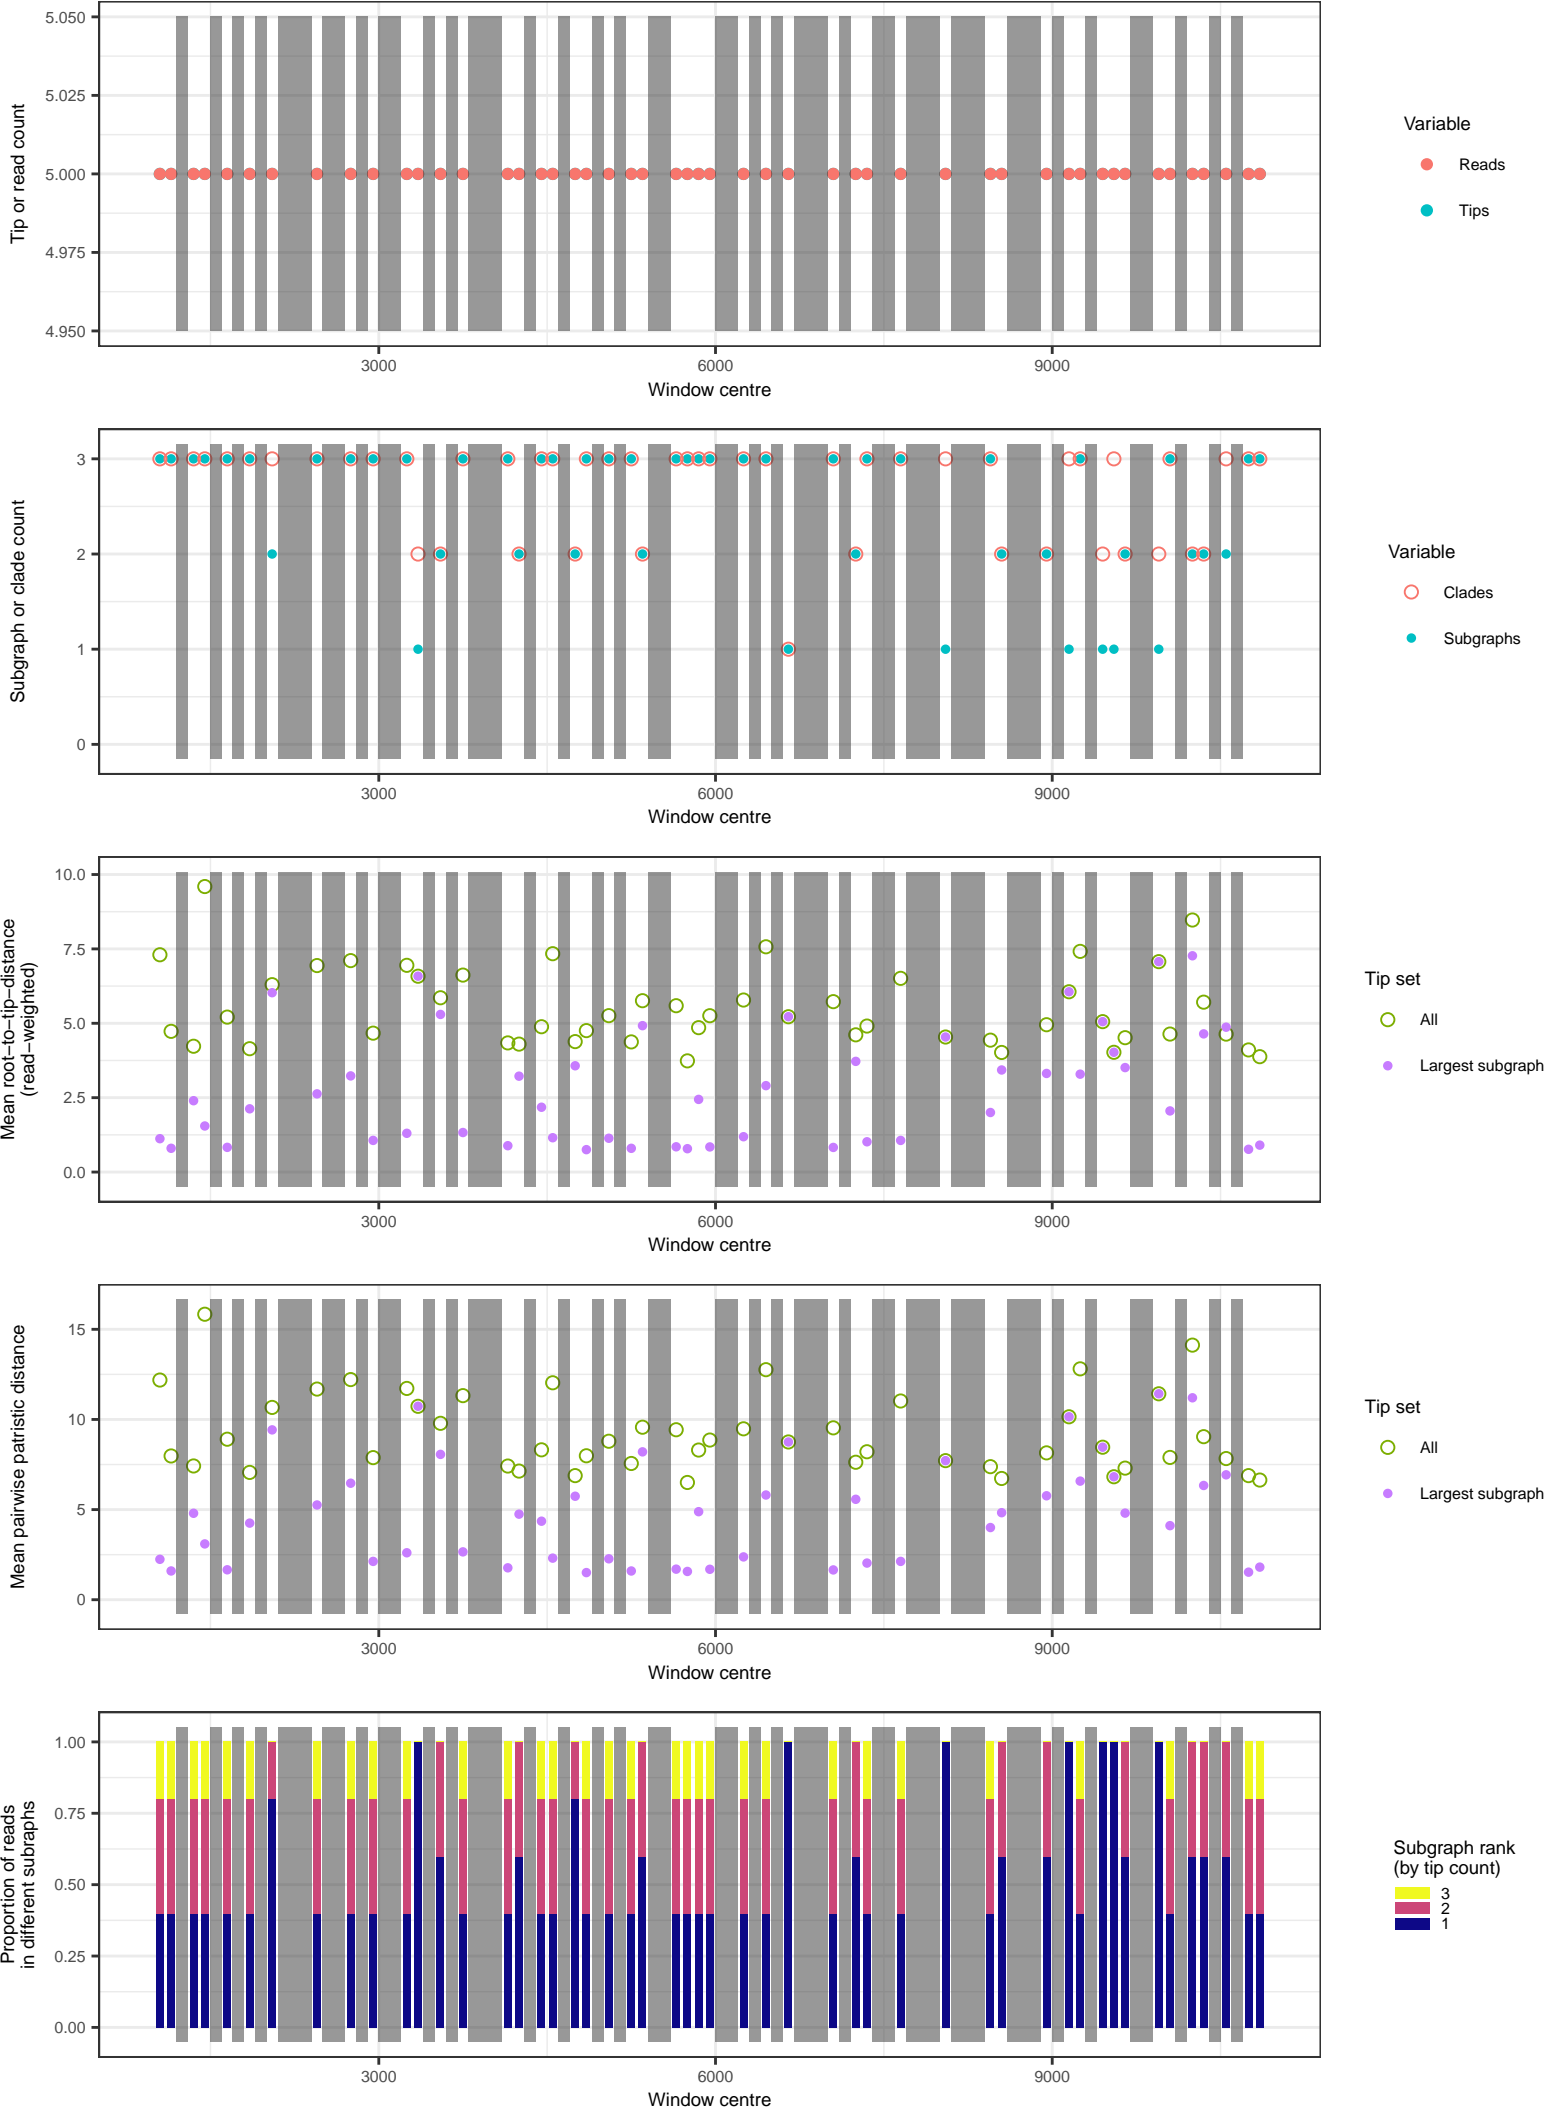 5.050
5.025
5.000
4.975
4.950
Tip or read count
3000
6000
9000
Window centre
Variable
Reads
Tips
3
2
1
0
Subgraph or clade count
3000
6000
9000
Window centre
Variable
Clades
Subgraphs
10.0
7.5
5.0
2.5
0.0
Mean root−to−tip−distance
(read−weighted)
3000
6000
9000
Window centre
Tip set
All
Largest subgraph
15
10
5
0
Mean pairwise patristic distance
3000
6000
9000
Window centre
Tip set
All
Largest subgraph
1.00
0.75
0.50
0.25
0.00
Proportion of reads
in different subraphs
3000
6000
9000
Window centre
Subgraph rank
(by tip count)
3
2
1